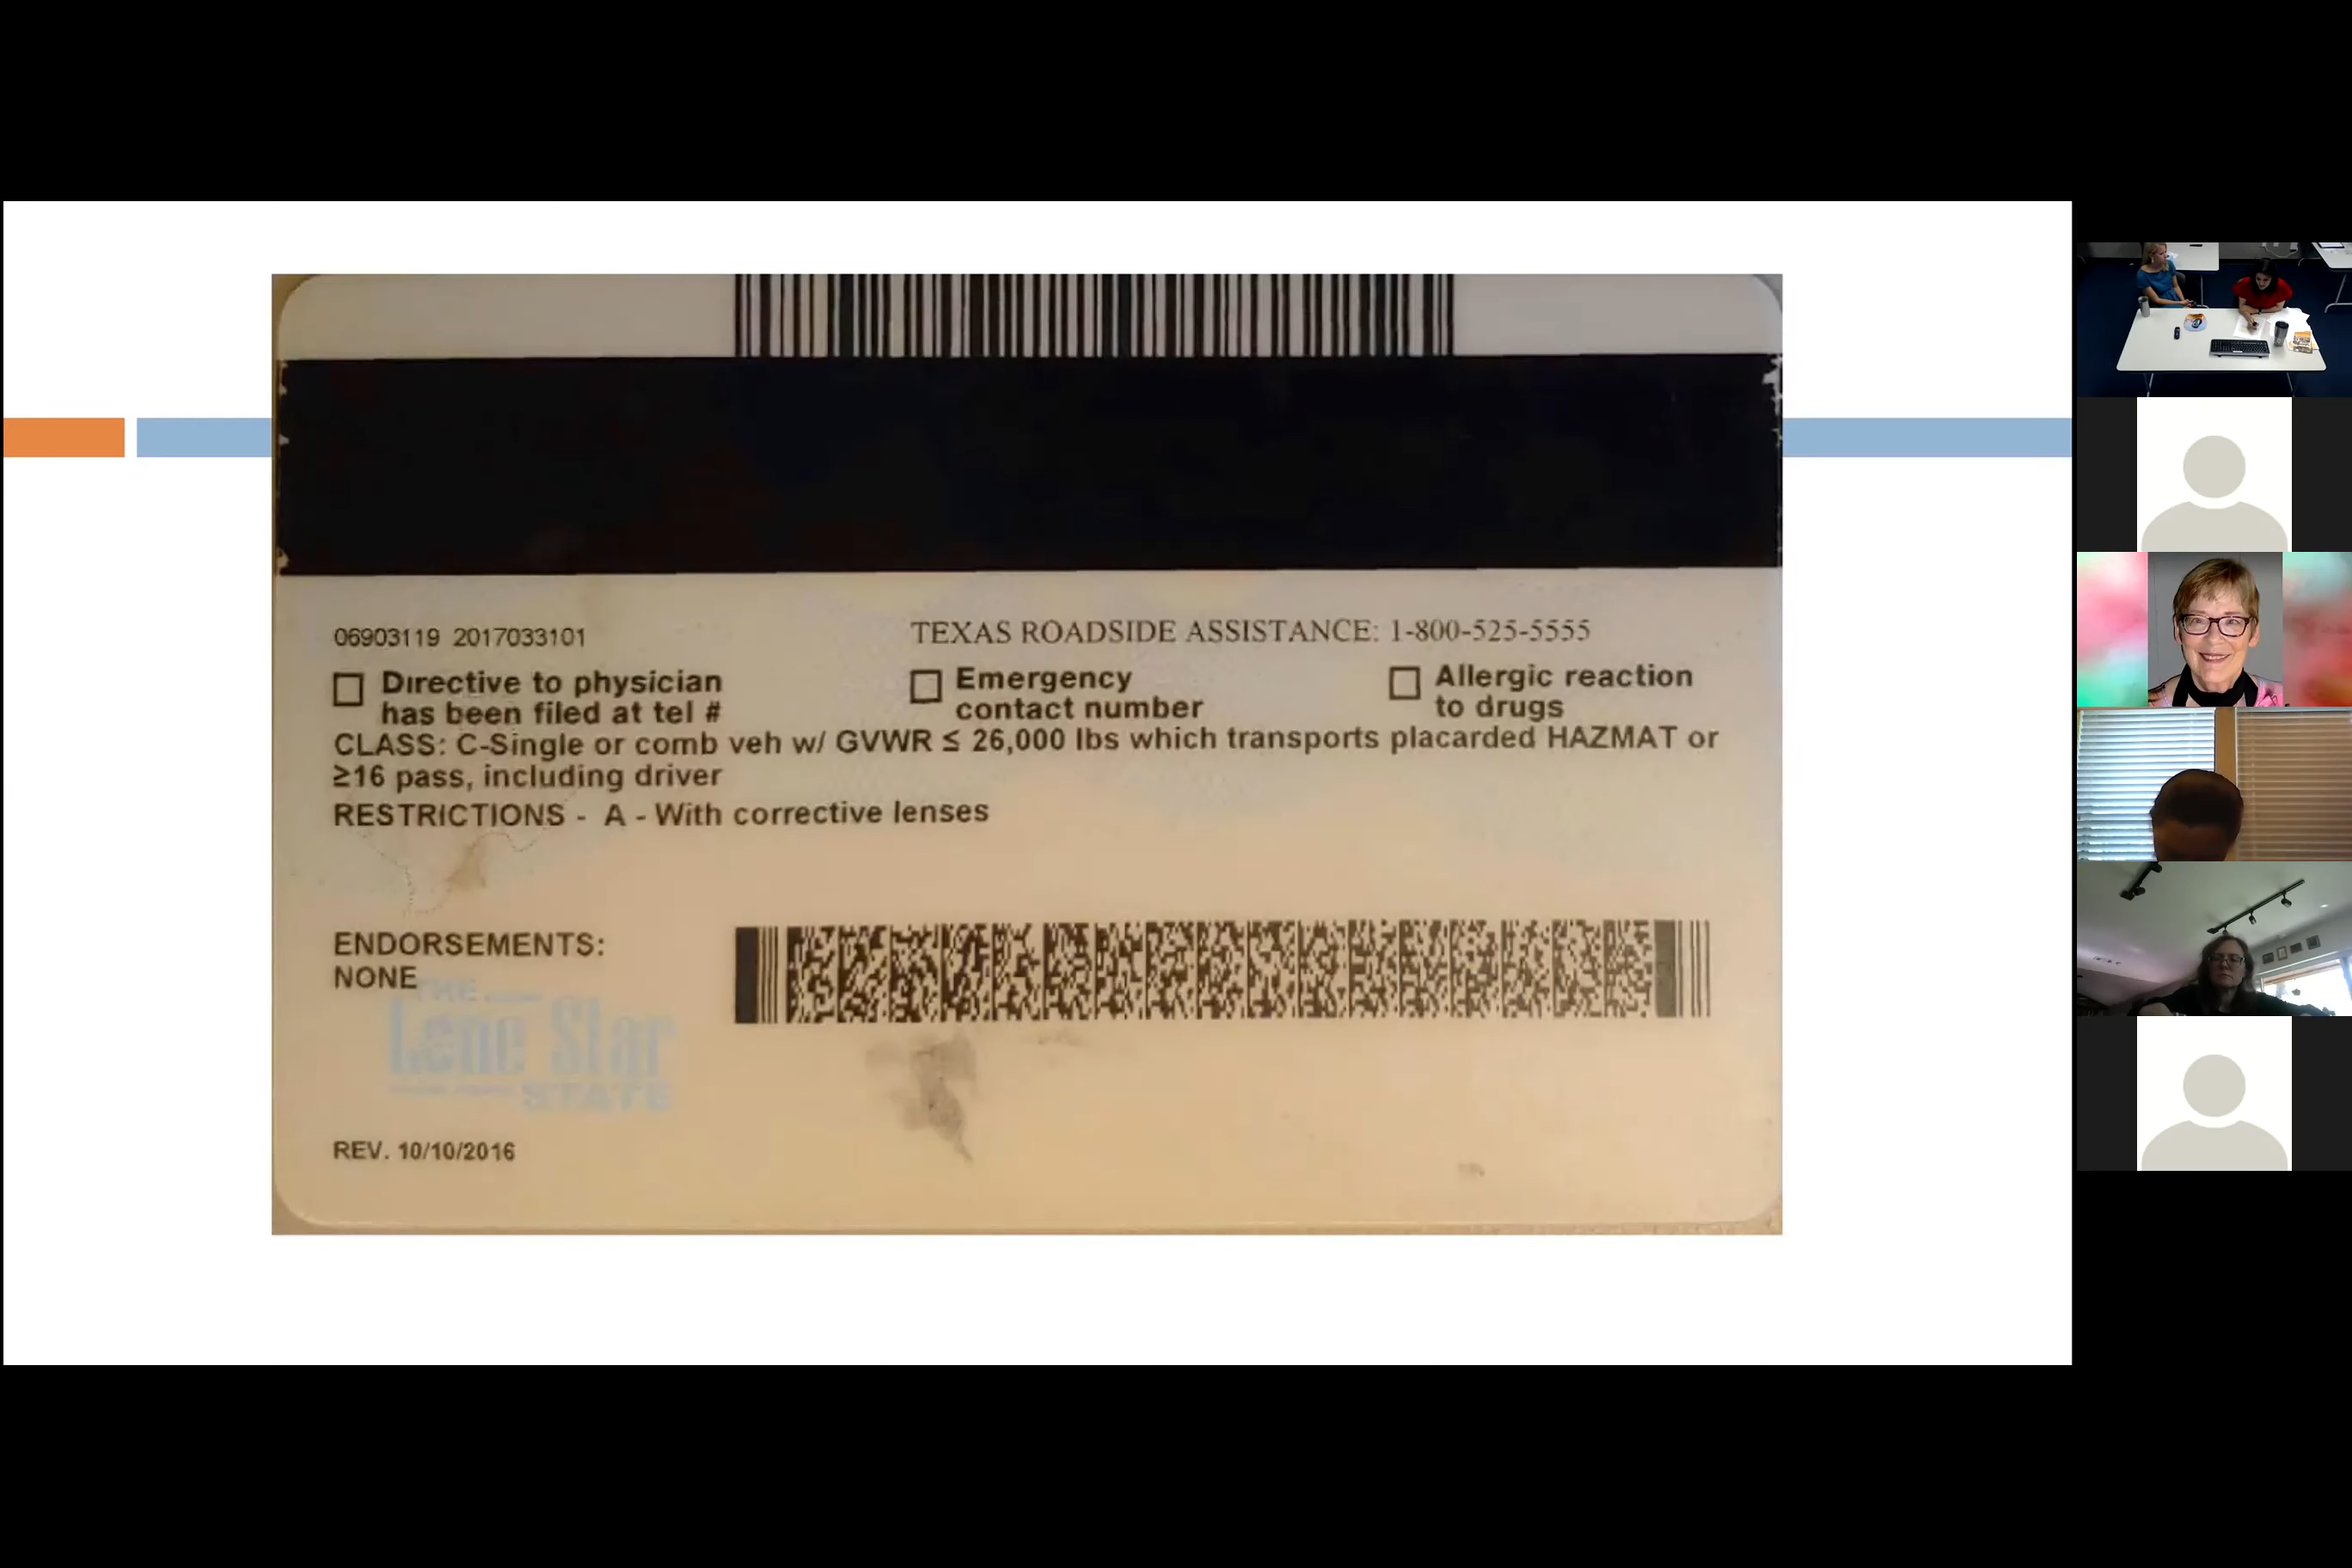 06903119 2017033101
TEXAS ROADSIDE ASSISTANCE: 1-800-525-5555
Directive to physician
has been filed at tel #
Emergency
contact number
Allergic reaction
to drugs
CLASS: C-Single or comb veh w/ GVWR ≤ 26,000 lbs which transports placarded HAZMAT or
≥16 pass, including driver
RESTRICTIONS - A - With corrective lenses
ENDORSEMENTS:
NONE
THE
Lone Star
STATE
REV. 10/10/2016